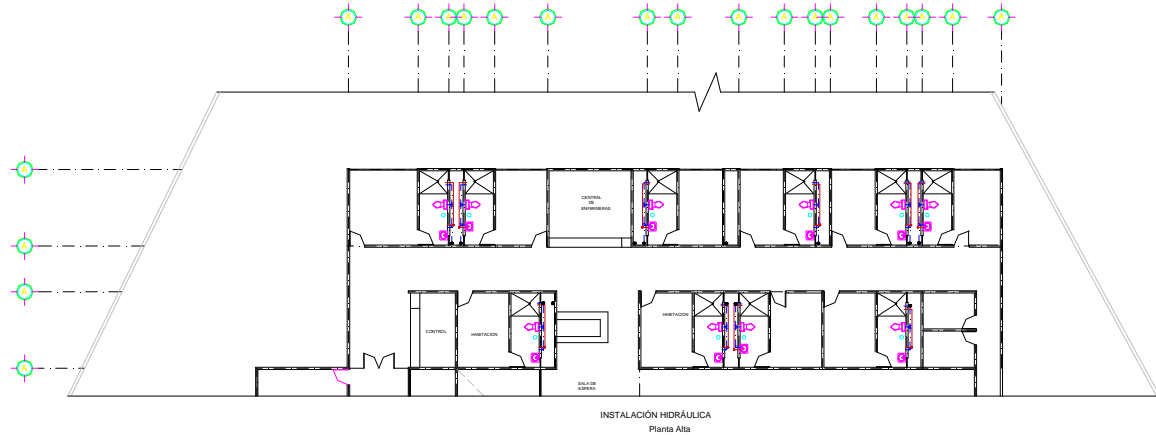 A A A A A A A A A A A A A A A A A
A
A
A
A
CENTRAL
DE
ENFERMERAS
CONTROL
HABITACION
HABITACION
SALA DE
ESPERA
INSTALACIÓN HIDRÁULICA
Planta Alta